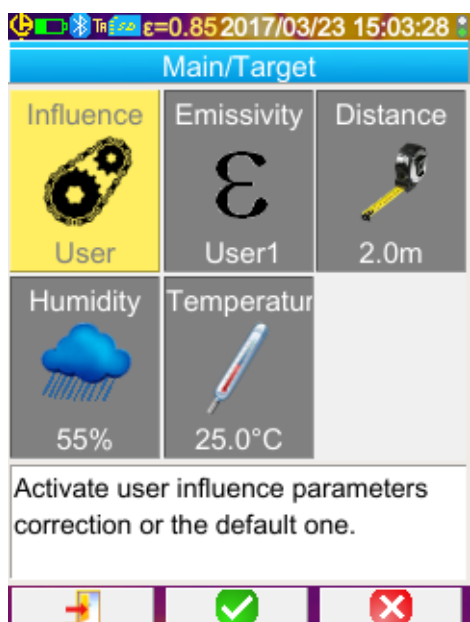 ε=0.85 2017/03/23 15:03:28
Main/Target
Influence Emissivity Distance
ε
User User1 2.0m
Humidity Temperatur
55% 25.0°C
Activate user influence parameters
correction or the default one.